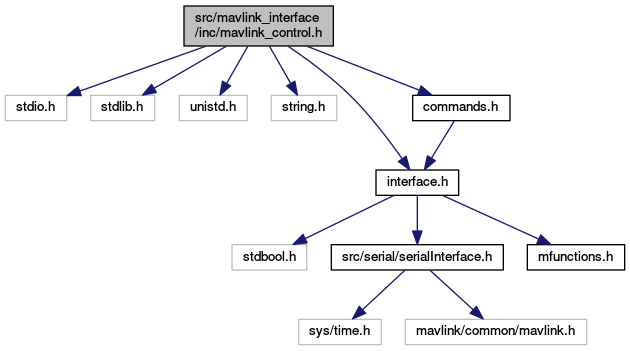 src/mavlink_interface
/inc/mavlink_control.h
stdio.h
stdlib.h
unistd.h
string.h
commands.h
interface.h
stdbool.h
src/serial/serialInterface.h
mfunctions.h
sys/time.h
mavlink/common/mavlink.h